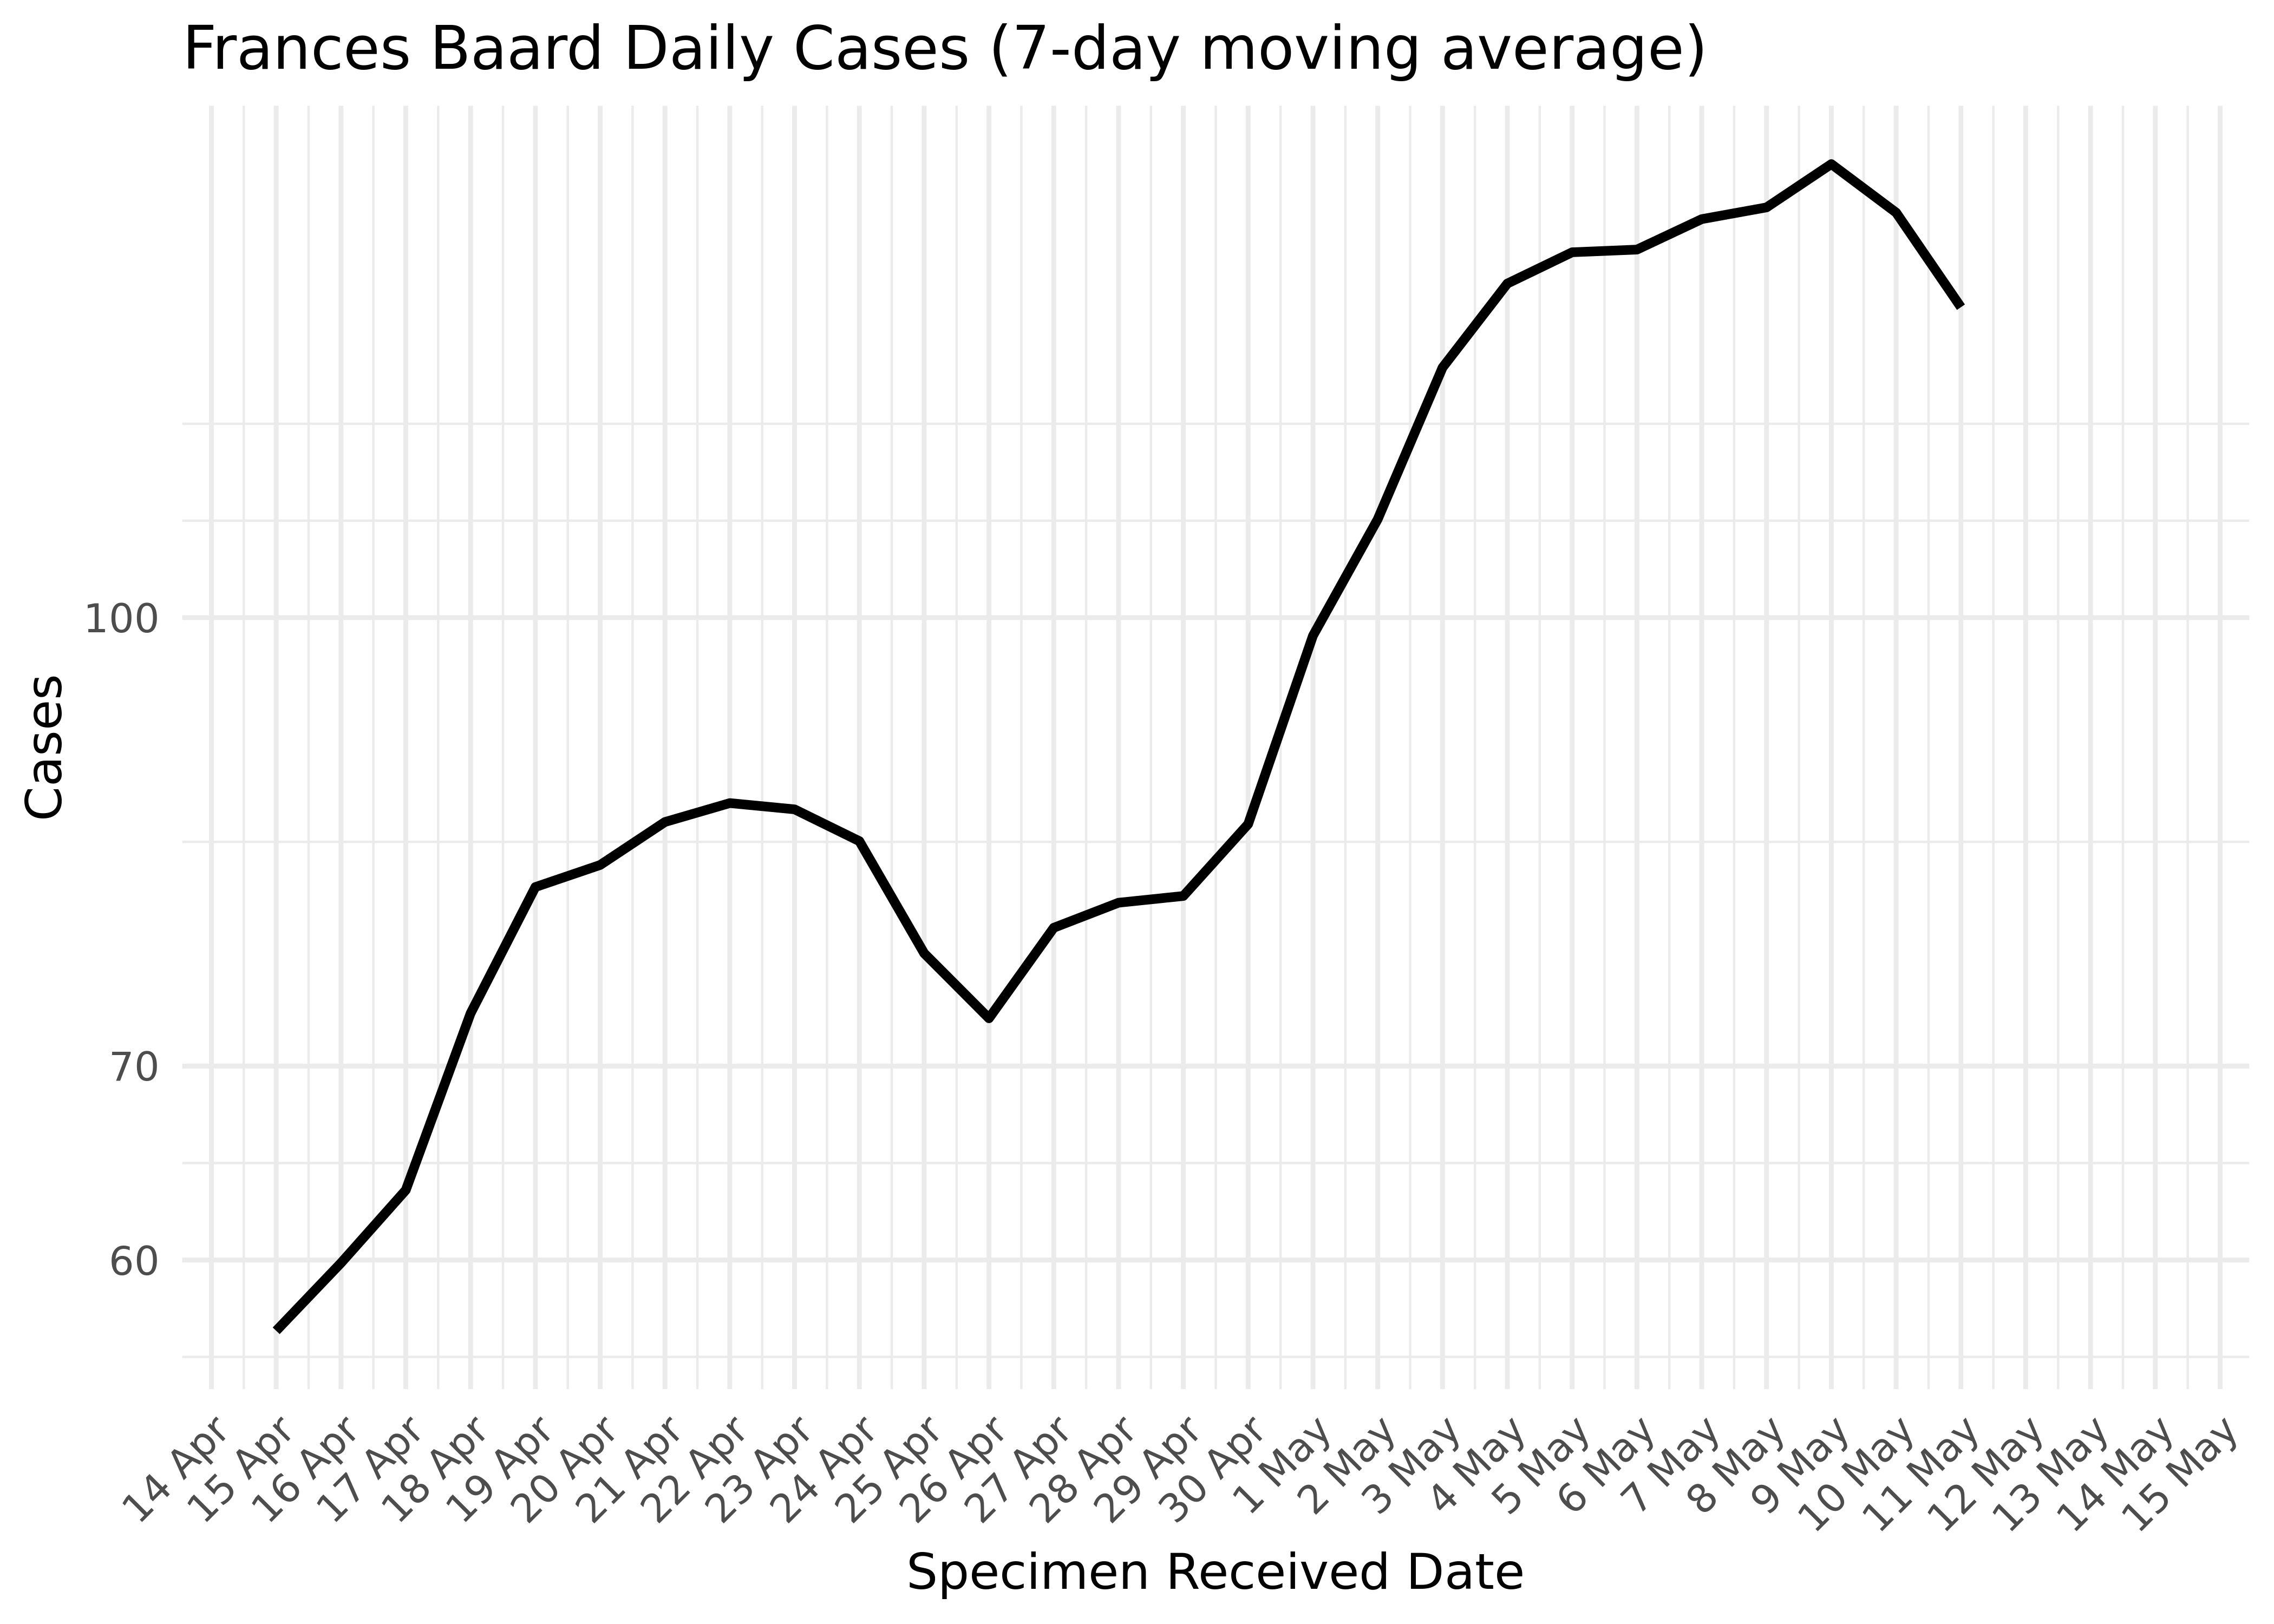 Frances Baard Daily Cases (7-day moving average)
Cases
100
70
60
14 Apr
15 Apr
16 Apr
17 Apr
18 Apr
19 Apr
20 Apr
21 Apr
22 Apr
23 Apr
24 Apr
25 Apr
26 Apr
27 Apr
28 Apr
29 Apr
30 Apr
1 May
2 May
3 May
4 May
5 May
6 May
7 May
8 May
9 May
10 May
11 May
12 May
13 May
14 May
15 May
Specimen Received Date